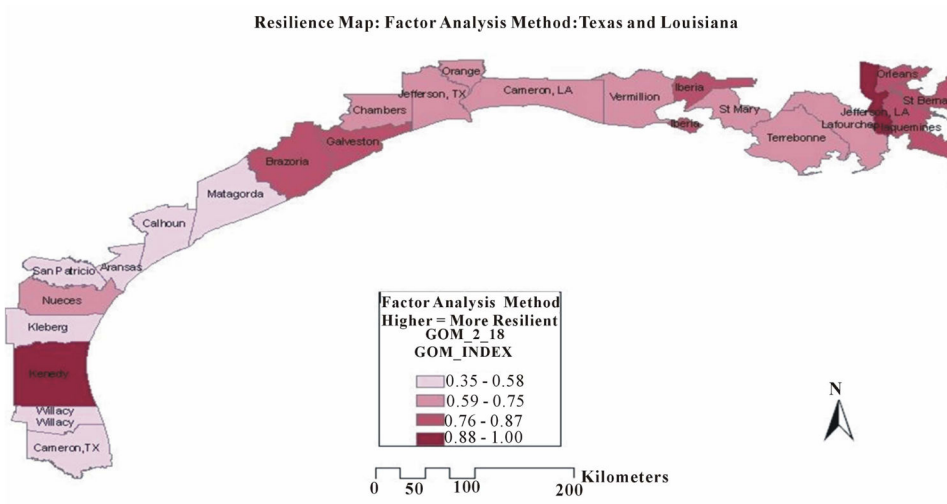 Resilience Map: Factor Analysis Method: Texas and Louisiana
Orange
Orleans
Jefferson, TX
Cameron, LA
Vermillion
Iberia
St Mary
St Berna
Chambers
Jefferson, LA
Iberia
Lafourche
aquemines
Galveston
Terrebonne
Brazoria
Matagorda
Calhoun
San Patricio
Aransas
Nueces
Kleberg
Kenedy
Willacy
Willacy
Cameron,TX
Factor Analysis Method
Higher = More Resilient
GOM_2_18
GOM_INDEX
0.35 - 0.58
0.59 - 0.75
0.76 - 0.87
0.88 - 1.00
N
Kilometers
0 50 100 200